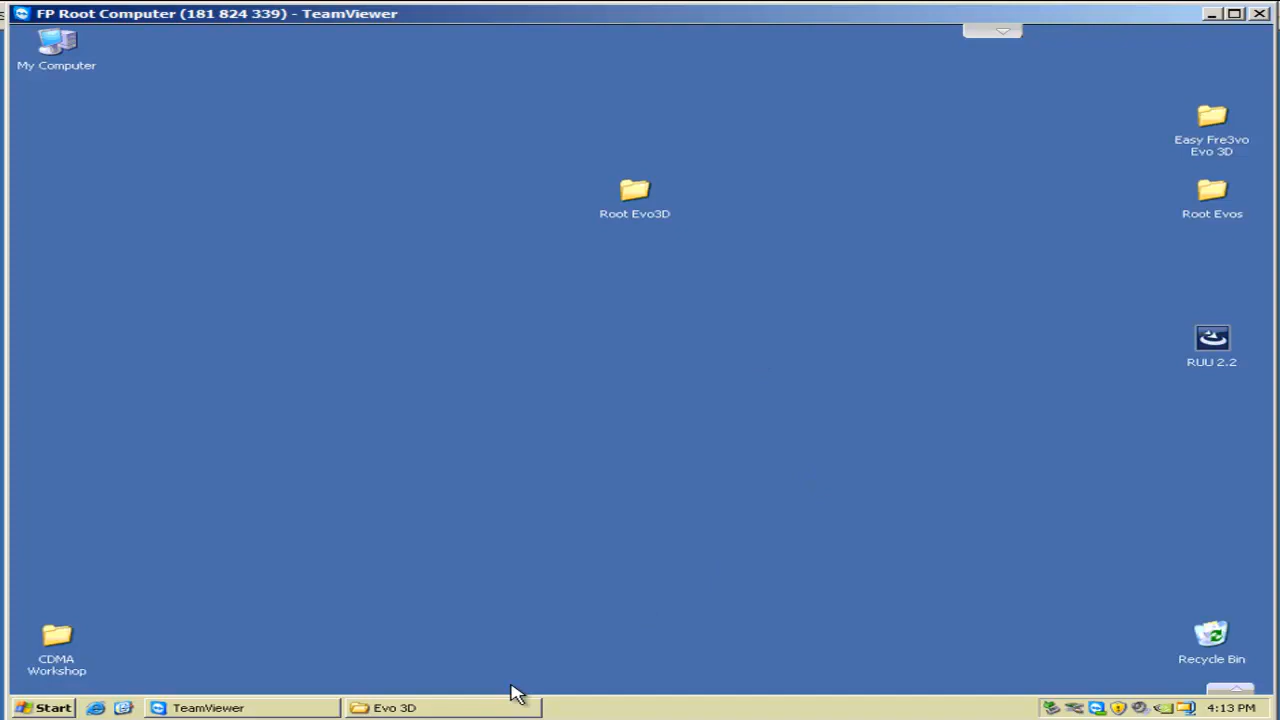 FP Root Computer (181 824 339) - TeamViewer
My Computer
Easy Fre3vo
Evo 3D
Root Evo3D
Root Evos
RUU 2.2
CDMA
Workshop
Recycle Bin
Start
TeamViewer
Evo 3D
4:13 PM